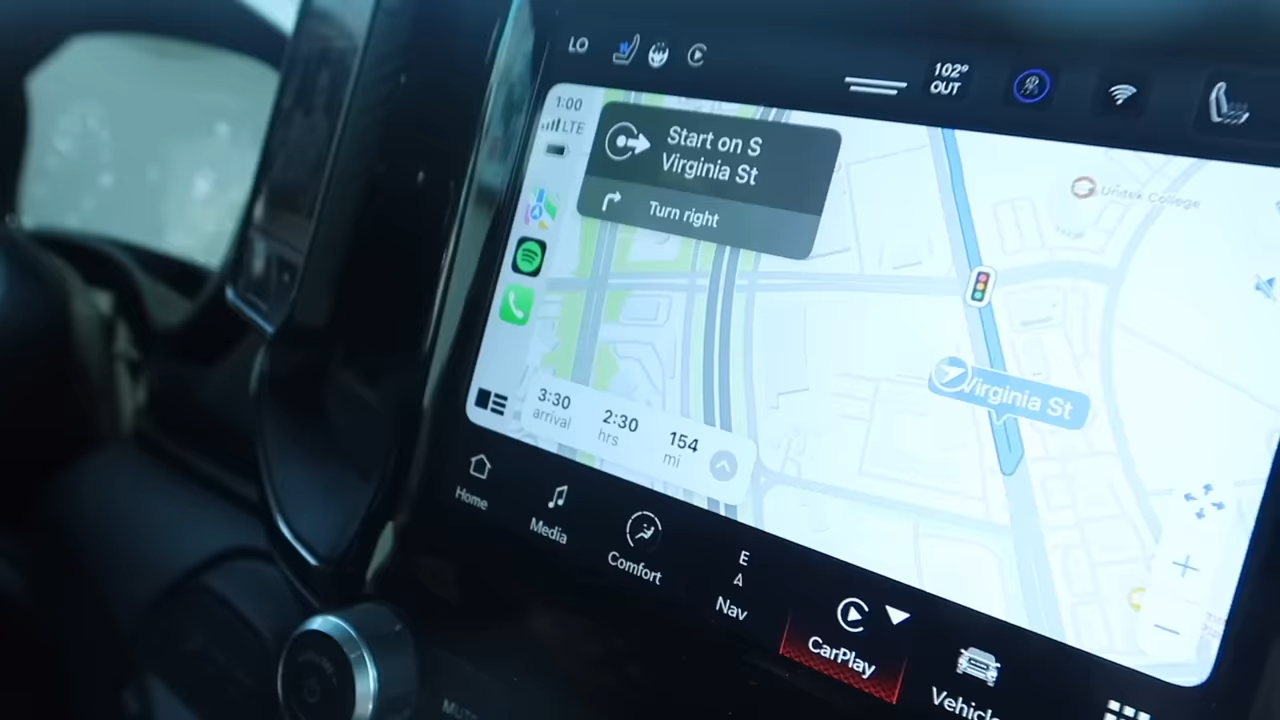 LO
102°
OUT
1:00
LTE
Start on S
Virginia St
Turn right
Unitek College
Virginia St
3:30
arrival
2:30
hrs
154
mi
Home
Media
Comfort
E
Nav
CarPlay
Vehicle
MUTE